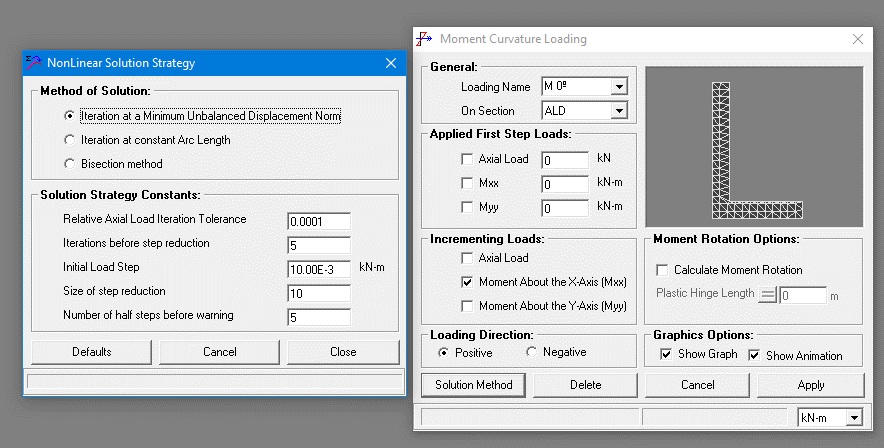 NonLinear Solution Strategy
Method of Solution:
Iteration at a Minimum Unbalanced Displacement Norm
Iteration at constant Arc Length
Bisection method
Solution Strategy Constants:
Relative Axial Load Iteration Tolerance 0.0001
Iterations before step reduction 5
Initial Load Step 10.00E-3 kN-m
Size of step reduction 10
Number of half steps before warning 5
Defaults Cancel Close
Moment Curvature Loading
General:
Loading Name M 0º
On Section ALD
Applied First Step Loads:
Axial Load 0 kN
Mxx 0 kN-m
Myy 0 kN-m
Incrementing Loads:
Axial Load
Moment About the X-Axis (Mxx)
Moment About the Y-Axis (Myy)
Moment Rotation Options:
Calculate Moment Rotation
Plastic Hinge Length = 0 m
Loading Direction:
Positive Negative
Graphics Options:
Show Graph Show Animation
Solution Method Delete Cancel Apply
kN-m